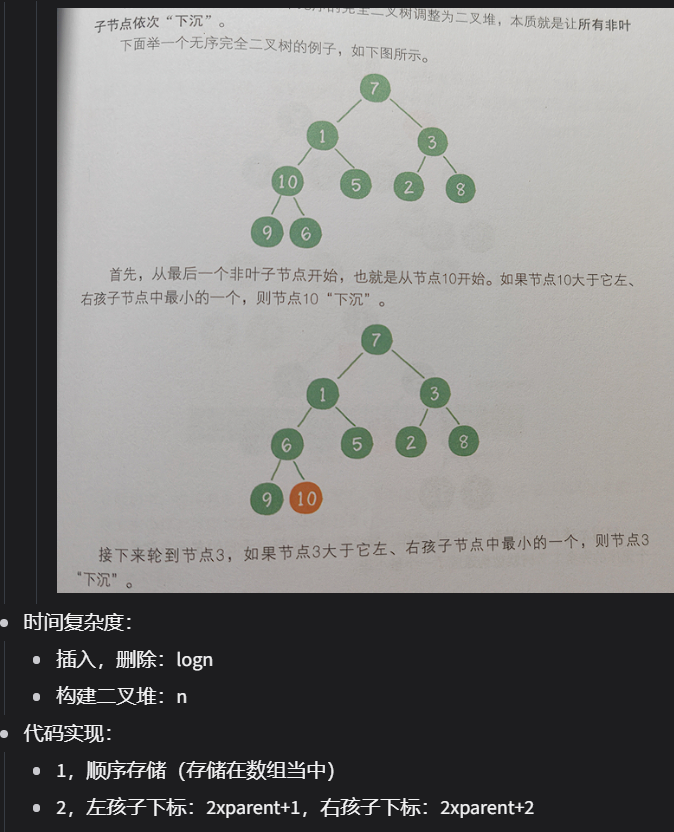 的完全二叉树调整为二叉堆，本质就是让所有非叶
子节点依次“下沉”。
下面举一个无序完全二叉树的例子，如下图所示。
7
1 3
10 5 2 8
9 6
首先，从最后一个非叶子节点开始，也就是从节点10开始。如果节点10大于它左、
右孩子节点中最小的一个，则节点10“下沉”。
7
1 3
6 5 2 8
9 10
接下来轮到节点3，如果节点3大于它左、右孩子节点中最小的一个，则节点3
“下沉”。
时间复杂度：
插入，删除：logn
构建二叉堆：n
代码实现：
1，顺序存储（存储在数组当中）
2，左孩子下标：2xparent+1，右孩子下标：2xparent+2